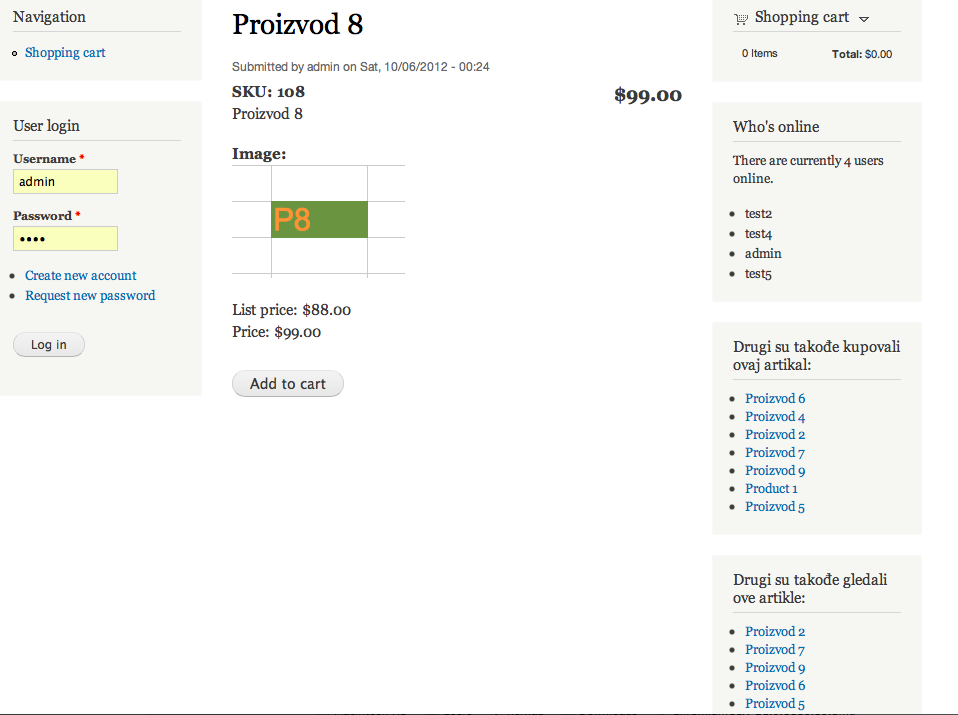 Navigation
Shopping cart
User login
Username *
admin
Password *
••••
Create new account
Request new password
Log in
Proizvod 8
Submitted by admin on Sat, 10/06/2012 - 00:24
SKU: 108
$99.00
Proizvod 8
Image:
P8
List price: $88.00
Price: $99.00
Add to cart
Shopping cart
0 Items Total: $0.00
Who's online
There are currently 4 users
online.
test2
test4
admin
test5
Drugi su takođe kupovali
ovaj artikal:
Proizvod 6
Proizvod 4
Proizvod 2
Proizvod 7
Proizvod 9
Product 1
Proizvod 5
Drugi su takođe gledali
ove artikle:
Proizvod 2
Proizvod 7
Proizvod 9
Proizvod 6
Proizvod 5